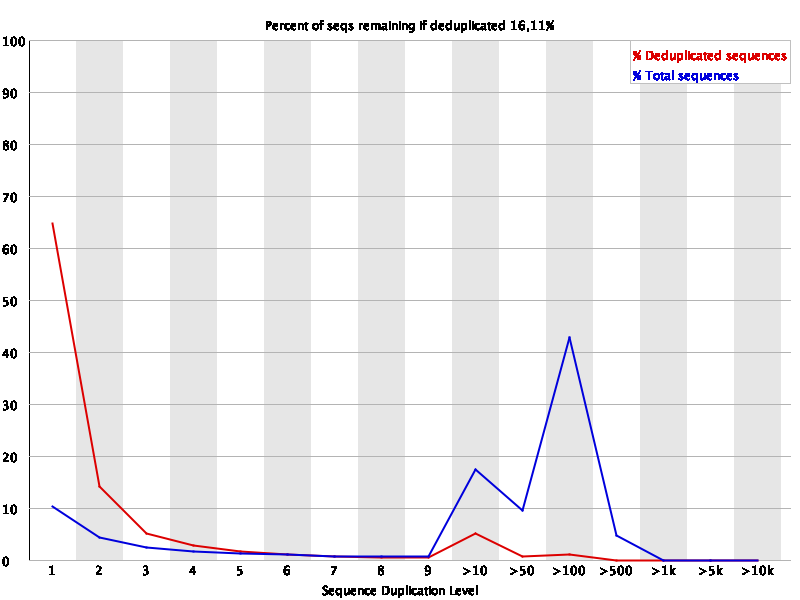 Percent of seqs remaining if deduplicated 16,11%
% Deduplicated sequences
% Total sequences
100
90
80
70
60
50
40
30
20
10
0
1 2 3 4 5 6 7 8 9 >10 >50 >100 >500 >1k >5k >10k
Sequence Duplication Level